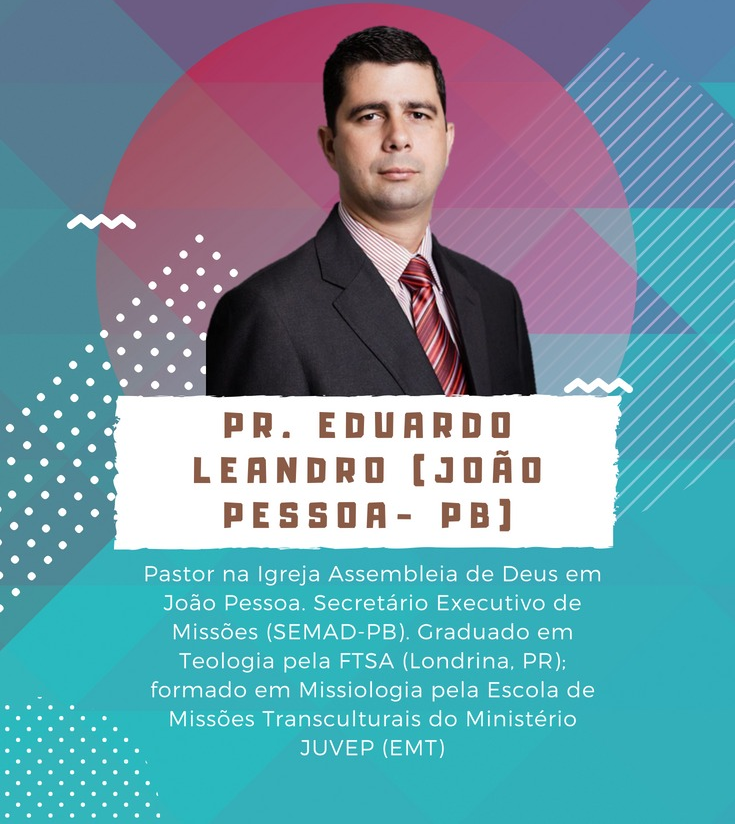 PR. EDUARDO
LEANDRO (JOÃO
PESSOA- PB)
Pastor na Igreja Assembleia de Deus em
João Pessoa. Secretário Executivo de
Missões (SEMAD-PB). Graduado em
Teologia pela FTSA (Londrina, PR);
formado em Missiologia pela Escola de
Missões Transculturais do Ministério
JUVEP (EMT)